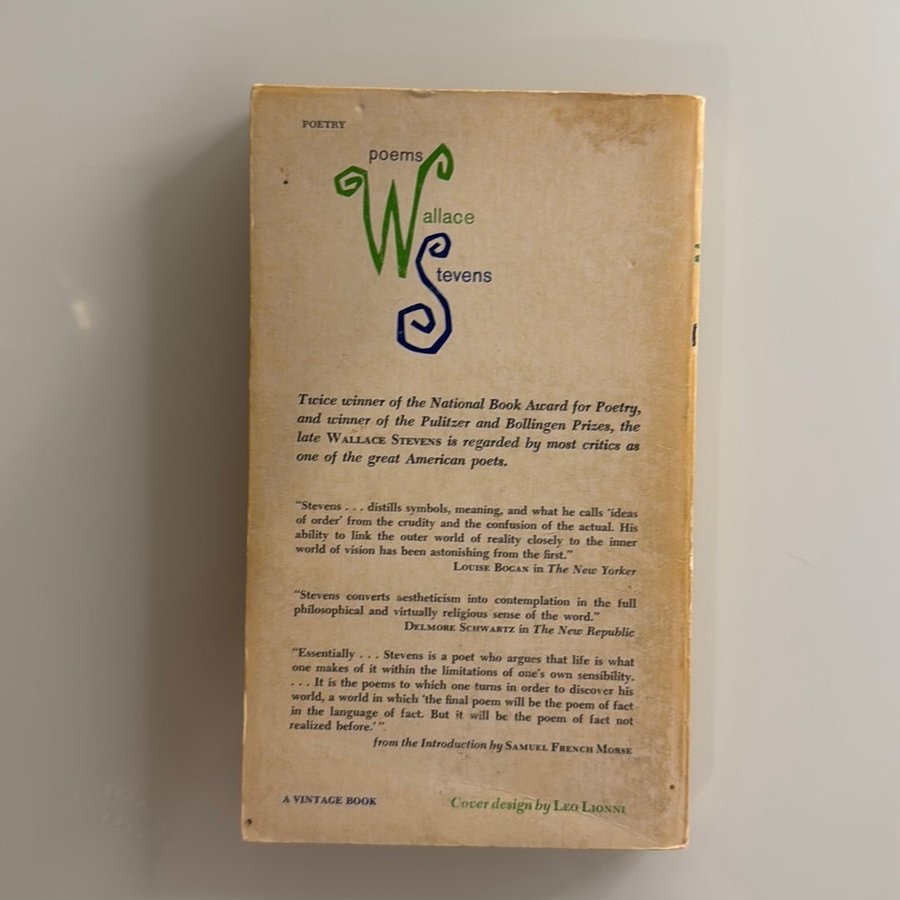 POETRY
poems
Wallace
Stevens
Twice winner of the National Book Award for Poetry,
and winner of the Pulitzer and Bollingen Prizes, the
late WALLACE STEVENS is regarded by most critics as
one of the great American poets.
“Stevens . . . distills symbols, meaning, and what he calls ‘ideas
of order’ from the crudity and the confusion of the actual. His
ability to link the outer world of reality closely to the inner
world of vision has been astonishing from the first.”
LOUISE BOGAN in The New Yorker
“Stevens converts aestheticism into contemplation in the full
philosophical and virtually religious sense of the word.”
DELMORE SCHWARTZ in The New Republic
“Essentially . . . Stevens is a poet who argues that life is what
one makes of it within the limitations of one’s own sensibility.
. . . It is the poems to which one turns in order to discover his
world, a world in which ‘the final poem will be the poem of fact
in the language of fact. But it will be the poem of fact not
realized before.’ ”
from the Introduction by SAMUEL FRENCH MORSE
A VINTAGE BOOK
Cover design by LEO LIONNI